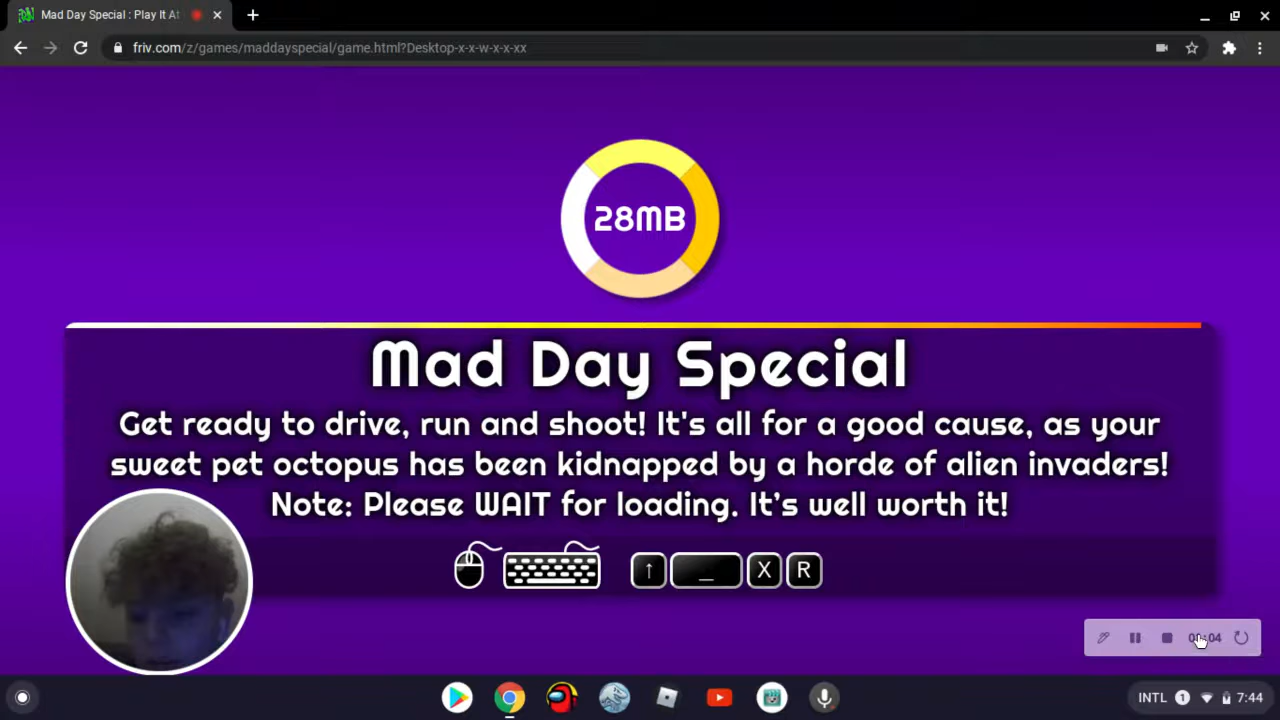 Mad Day Special : Play It At
friv.com/z/games/maddayspecial/game.html?Desktop-x-x-w-x-x-xx
28MB
Mad Day Special
Get ready to drive, run and shoot! It's all for a good cause, as your
sweet pet octopus has been kidnapped by a horde of alien invaders!
Note: Please WAIT for loading. It's well worth it!
↑ _ X R
INTL 1 7:44